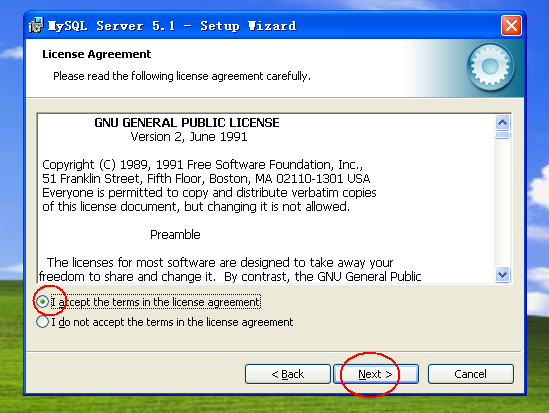 MySQL Server 5.1 - Setup Wizard
License Agreement
Please read the following license agreement carefully.
GNU GENERAL PUBLIC LICENSE
Version 2, June 1991
Copyright (C) 1989, 1991 Free Software Foundation, Inc.,
51 Franklin Street, Fifth Floor, Boston, MA 02110-1301 USA
Everyone is permitted to copy and distribute verbatim copies
of this license document, but changing it is not allowed.
Preamble
The licenses for most software are designed to take away your
freedom to share and change it. By contrast, the GNU General Public
I accept the terms in the license agreement
I do not accept the terms in the license agreement
< Back
Next >
Cancel